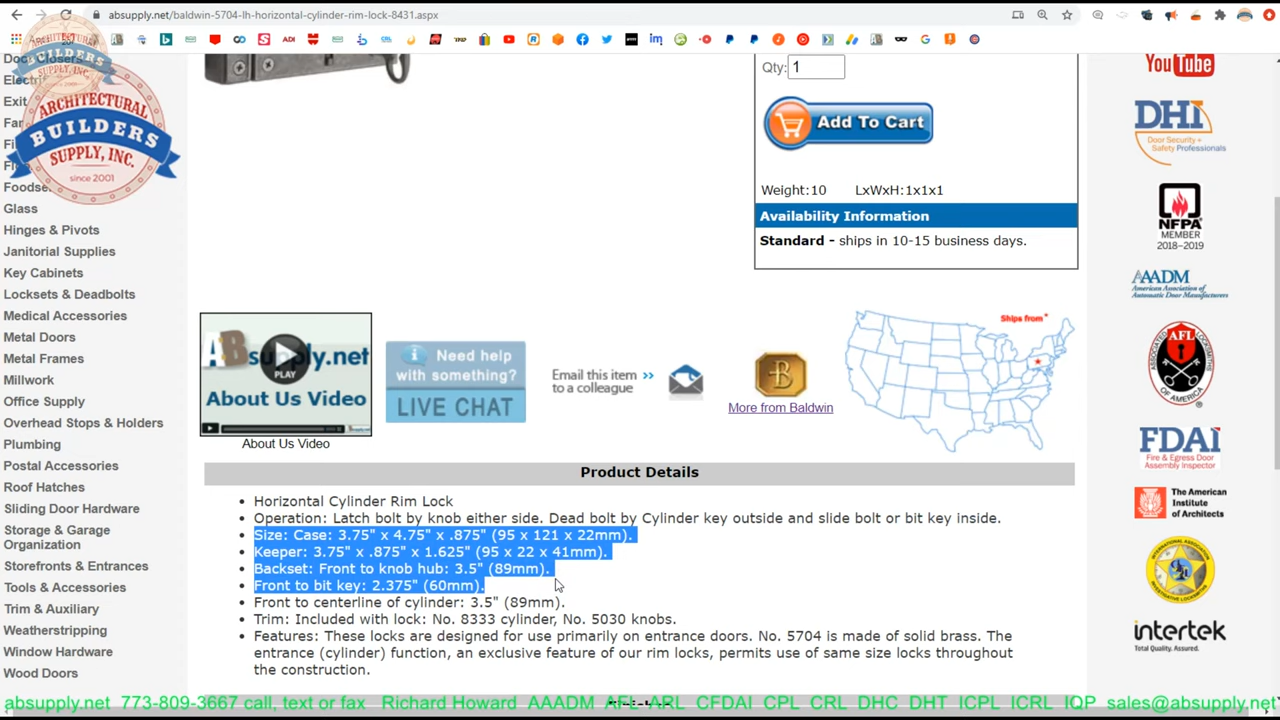 absupply.net/baldwin-5704-lh-horizontal-cylinder-rim-lock-8431.aspx
ARCHITECTURAL
BUILDERS
SUPPLY, INC.
since 2001
Foodse
Glass
Hinges & Pivots
Janitorial Supplies
Key Cabinets
Locksets & Deadbolts
Medical Accessories
Metal Doors
Metal Frames
Millwork
Office Supply
Overhead Stops & Holders
Plumbing
Postal Accessories
Roof Hatches
Sliding Door Hardware
Storage & Garage
Organization
Storefronts & Entrances
Tools & Accessories
Trim & Auxiliary
Weatherstripping
Window Hardware
Wood Doors
Qty: 1
Add To Cart
Weight:10 LxWxH:1x1x1
Availability Information
Standard - ships in 10-15 business days.
ABsupply.net
PLAY
About Us Video
About Us Video
Need help
with something?
LIVE CHAT
Email this item >>
to a colleague
B
More from Baldwin
Ships from *
Product Details
• Horizontal Cylinder Rim Lock
• Operation: Latch bolt by knob either side. Dead bolt by Cylinder key outside and slide bolt or bit key inside.
• Size: Case: 3.75" x 4.75" x .875" (95 x 121 x 22mm).
• Keeper: 3.75" x .875" x 1.625" (95 x 22 x 41mm).
• Backset: Front to knob hub: 3.5" (89mm).
• Front to bit key: 2.375" (60mm).
• Front to centerline of cylinder: 3.5" (89mm).
• Trim: Included with lock: No. 8333 cylinder, No. 5030 knobs.
• Features: These locks are designed for use primarily on entrance doors. No. 5704 is made of solid brass. The
entrance (cylinder) function, an exclusive feature of our rim locks, permits use of same size locks throughout
the construction.
YouTube
DHI
Door Security +
Safety Professionals
NFPA
MEMBER
2018–2019
AAADM
American Association of
Automatic Door Manufacturers
AFL
ASSOCIATED
LOCKSMITHS
OF AMERICA
FDAI
Fire & Egress Door
Assembly Inspector
The American
Institute
of Architects
Intertek
Total Quality. Assured.
absupply.net 773-809-3667 call, text or fax Richard Howard AAADM AFL ARL CFDAI CPL CRL DHC DHT ICPL ICRL IQP sales@absupply.net